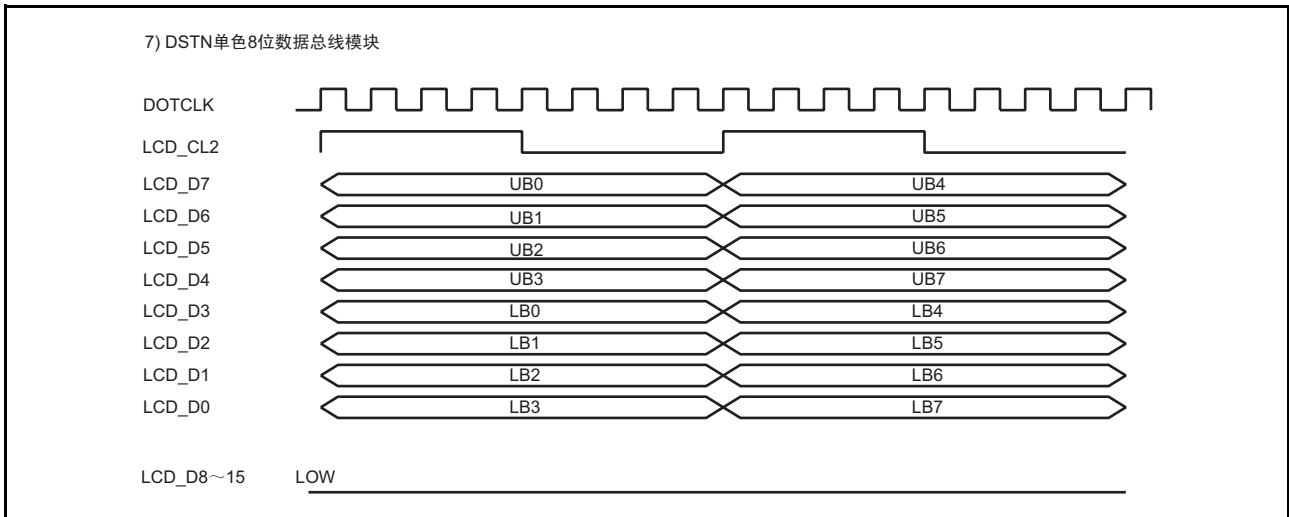 7) DSTN单色8位数据总线模块
DOTCLK
LCD_CL2
LCD_D7 UB0 UB4
LCD_D6 UB1 UB5
LCD_D5 UB2 UB6
LCD_D4 UB3 UB7
LCD_D3 LB0 LB4
LCD_D2 LB1 LB5
LCD_D1 LB2 LB6
LCD_D0 LB3 LB7
LCD_D8～15 LOW